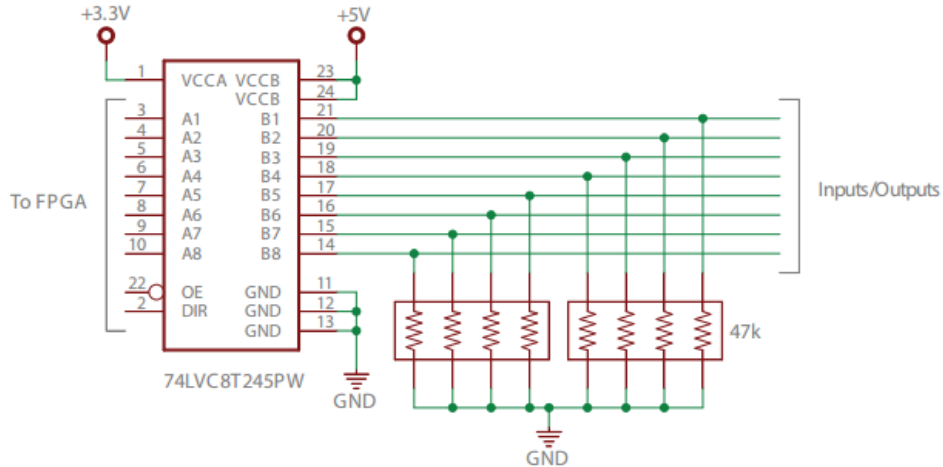 +3.3V
+5V
1 VCCA VCCB 23
VCCB 24
3 A1 B1 21
4 A2 B2 20
5 A3 B3 19
6 A4 B4 18
7 A5 B5 17
8 A6 B6 16
9 A7 B7 15
10 A8 B8 14
To FPGA
Inputs/Outputs
22 OE GND 11
2 DIR GND 12
GND 13
47k
74LVC8T245PW
GND
GND